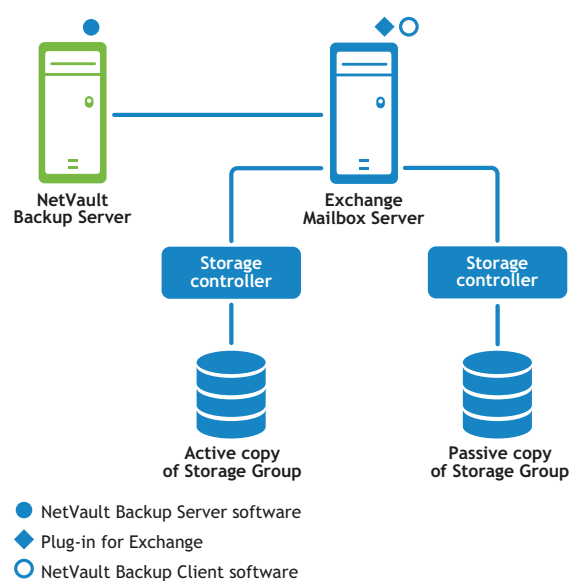 NetVault
Backup Server
Exchange
Mailbox Server
Storage
controller
Storage
controller
Active copy
of Storage Group
Passive copy
of Storage Group
NetVault Backup Server software
Plug-in for Exchange
NetVault Backup Client software